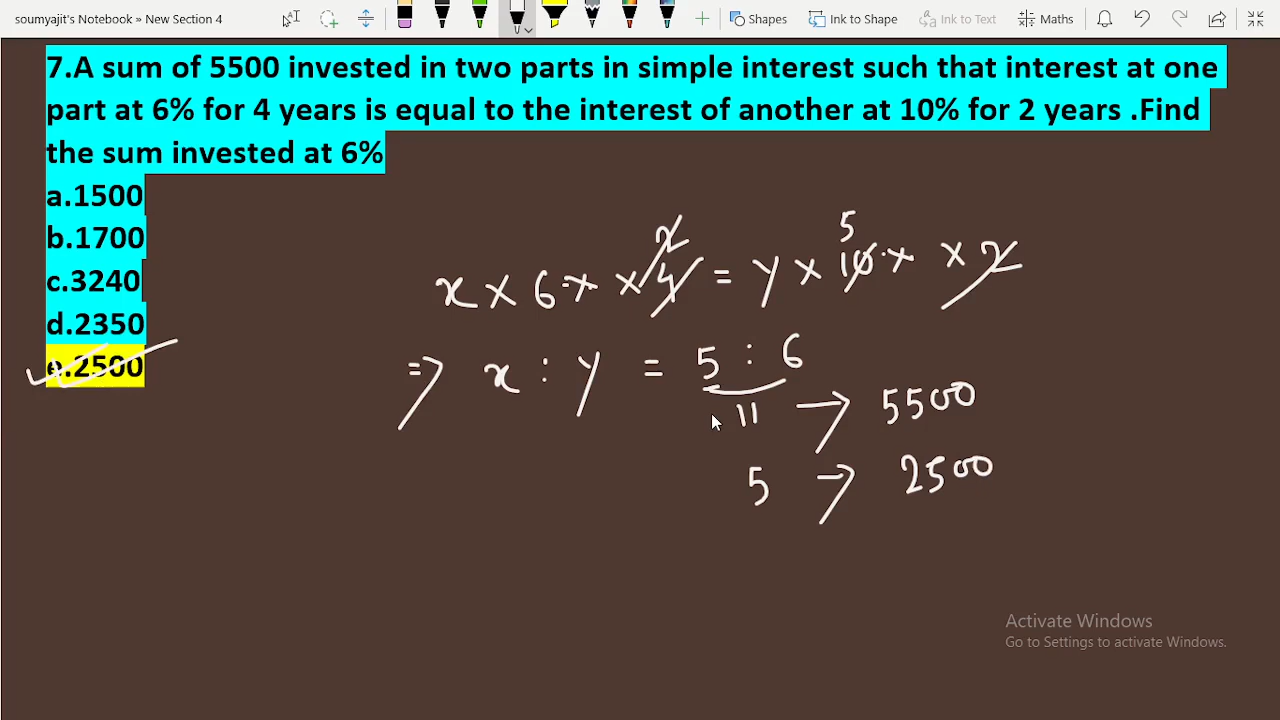 soumyajit's Notebook » New Section 4
Shapes
Ink to Shape
Ink to Text
Maths
7.A sum of 5500 invested in two parts in simple interest such that interest at one
part at 6% for 4 years is equal to the interest of another at 10% for 2 years .Find
the sum invested at 6%
a.1500
b.1700
c.3240
d.2350
e.2500
2 5
x × 6 × × 4 = y × 10 × × 2
=> x : y = 5 : 6
11 → 5500
5 → 2500
Activate Windows
Go to Settings to activate Windows.